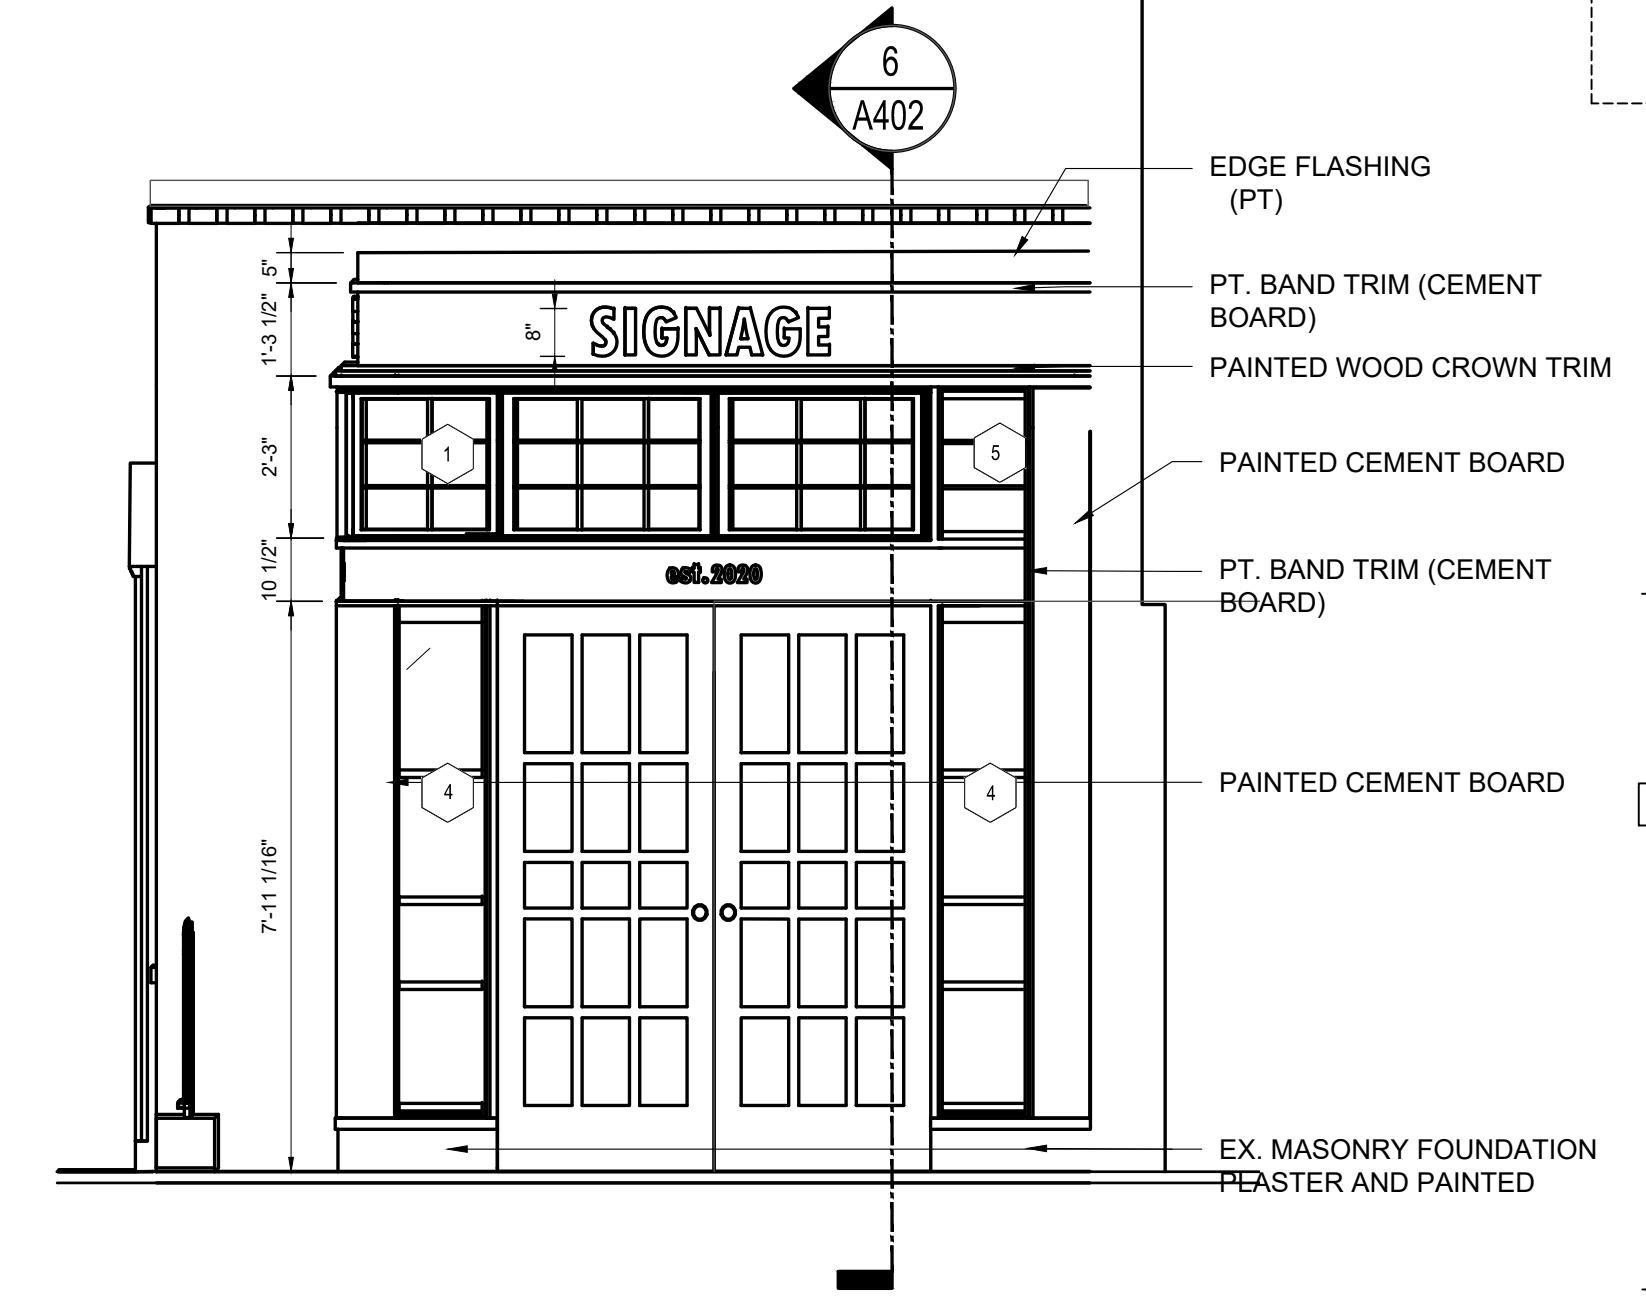 6
A402
EDGE FLASHING
(PT)
5"
PT. BAND TRIM (CEMENT
BOARD)
1'-3 1/2"
8"
SIGNAGE
PAINTED WOOD CROWN TRIM
2'-3"
1
5
PAINTED CEMENT BOARD
10 1/2"
est.2020
PT. BAND TRIM (CEMENT
BOARD)
4
4
PAINTED CEMENT BOARD
7'-11 1/16"
EX. MASONRY FOUNDATION
PLASTER AND PAINTED